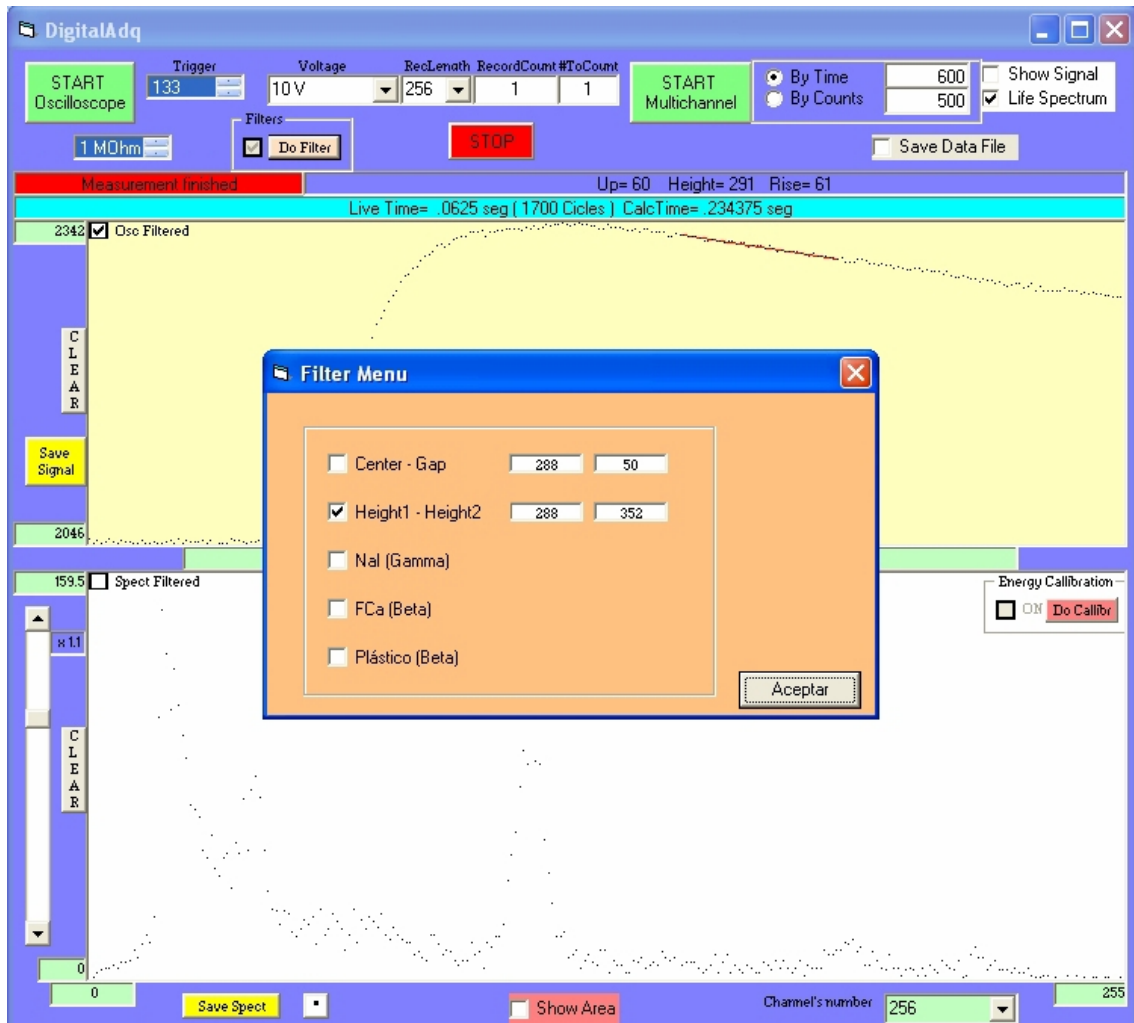 DigitalAdq
START Oscilloscope
Trigger
133
Voltage
10 V
RecLength
256
RecordCount
1
#ToCount
1
START Multichannel
By Time
600
By Counts
500
Show Signal
Life Spectrum
1 MOhm
Filters
Do Filter
STOP
Save Data File
Measurement finished
Up= 60 Height= 291 Rise= 61
Live Time= .0625 seg ( 1700 Cicles ) CalcTime= .234375 seg
2342
Osc Filtered
CLEAR
Save Signal
2046
Filter Menu
Center - Gap
288
50
Height1 - Height2
288
352
NaI (Gamma)
FCa (Beta)
Plástico (Beta)
Aceptar
159.5
Spect Filtered
Energy Callibration
ON
Do Callibr
x 1.1
CLEAR
0
0
Save Spect
Show Area
Channel's number
256
255